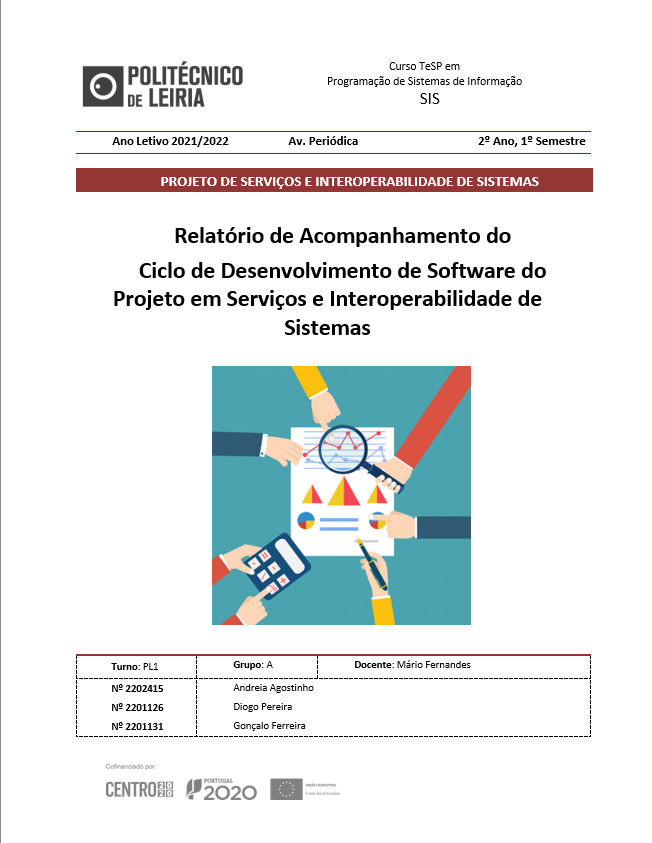 POLITÉCNICO
DE LEIRIA
Curso TeSP em
Programação de Sistemas de Informação
SIS
Ano Letivo 2021/2022 Av. Periódica 2º Ano, 1º Semestre
PROJETO DE SERVIÇOS E INTEROPERABILIDADE DE SISTEMAS
Relatório de Acompanhamento do
Ciclo de Desenvolvimento de Software do
Projeto em Serviços e Interoperabilidade de
Sistemas
Turno: PL1 Grupo: A Docente: Mário Fernandes
Nº 2202415 Andreia Agostinho
Nº 2201126 Diogo Pereira
Nº 2201131 Gonçalo Ferreira
Cofinanciado por:
CENTRO 2020
PORTUGAL
2020
UNIÃO EUROPEIA
Fundo Social Europeu